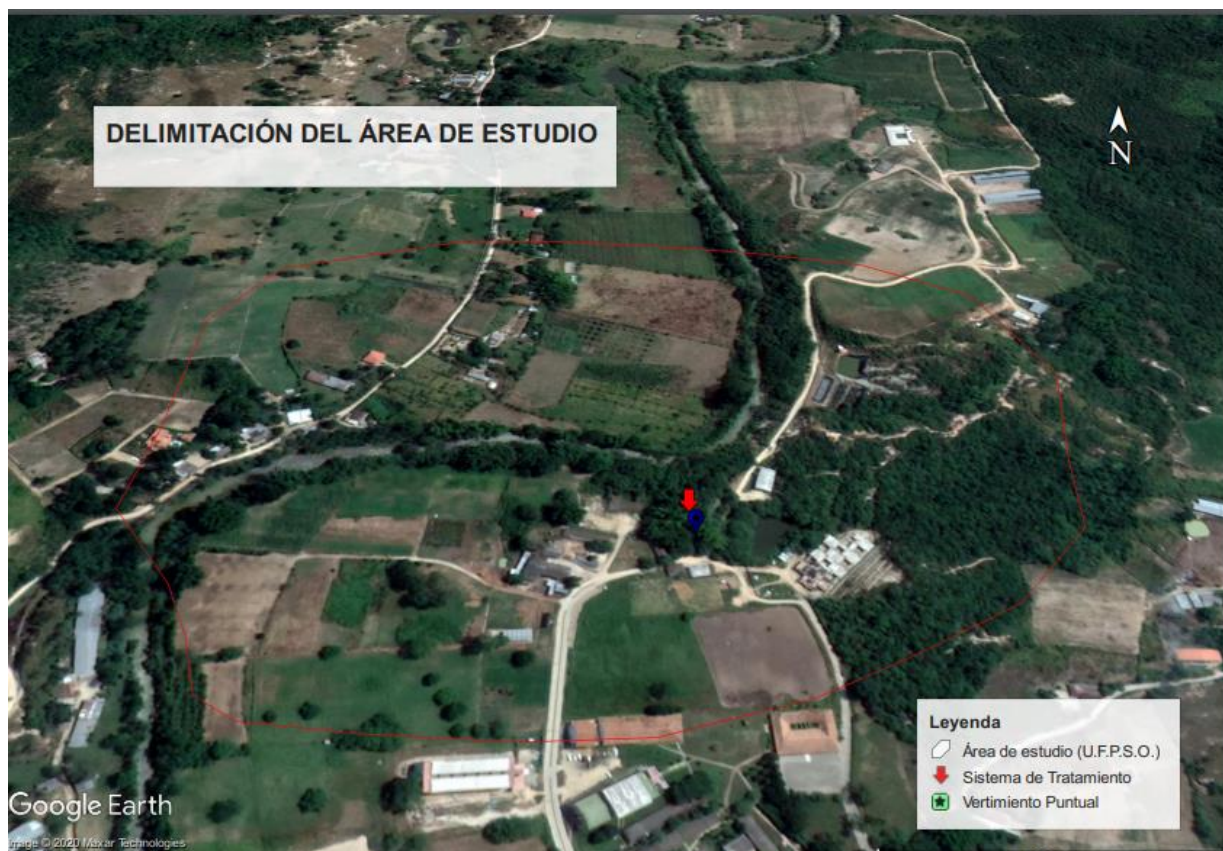 DELIMITACIÓN DEL ÁREA DE ESTUDIO
N
Leyenda
Área de estudio (U.F.P.S.O.)
Sistema de Tratamiento
Vertimiento Puntual
Google Earth
Image © 2020 Maxar Technologies